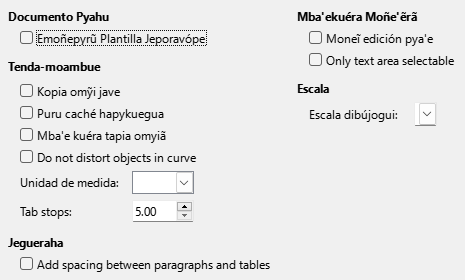 Documento Pyahu
Emoñepyrũ Plantilla Jeporavópe
Tenda-moambue
Kopia omỹi jave
Puru caché hapykuegua
Mba'e kuéra tapia omyiã
Do not distort objects in curve
Unidad de medida:
Tab stops: 5.00
Jegueraha
Add spacing between paragraphs and tables
Mba'ekuéra Moñe'ẽrã
Moneĩ edición pya'e
Only text area selectable
Escala
Escala dibújogui: